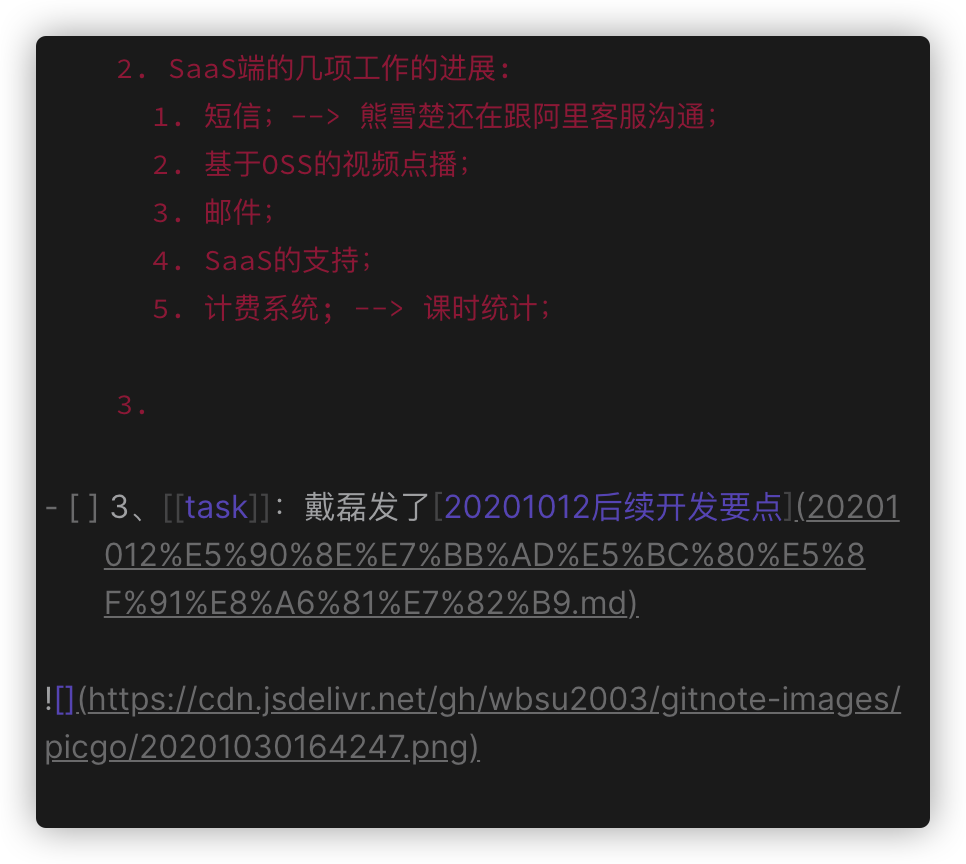 2. SaaS端的几项工作的进展:
1. 短信; --> 熊雪楚还在跟阿里客服沟通;
2. 基于OSS的视频点播;
3. 邮件;
4. SaaS的支持;
5. 计费系统; --> 课时统计;
3.
- [ ] 3、[[task]]：戴磊发了[20201012后续开发要点](20201
012%E5%90%8E%E7%BB%AD%E5%BC%80%E5%8
F%91%E8%A6%81%E7%82%B9.md)
![](https://cdn.jsdelivr.net/gh/wbsu2003/gitnote-images/
picgo/20201030164247.png)